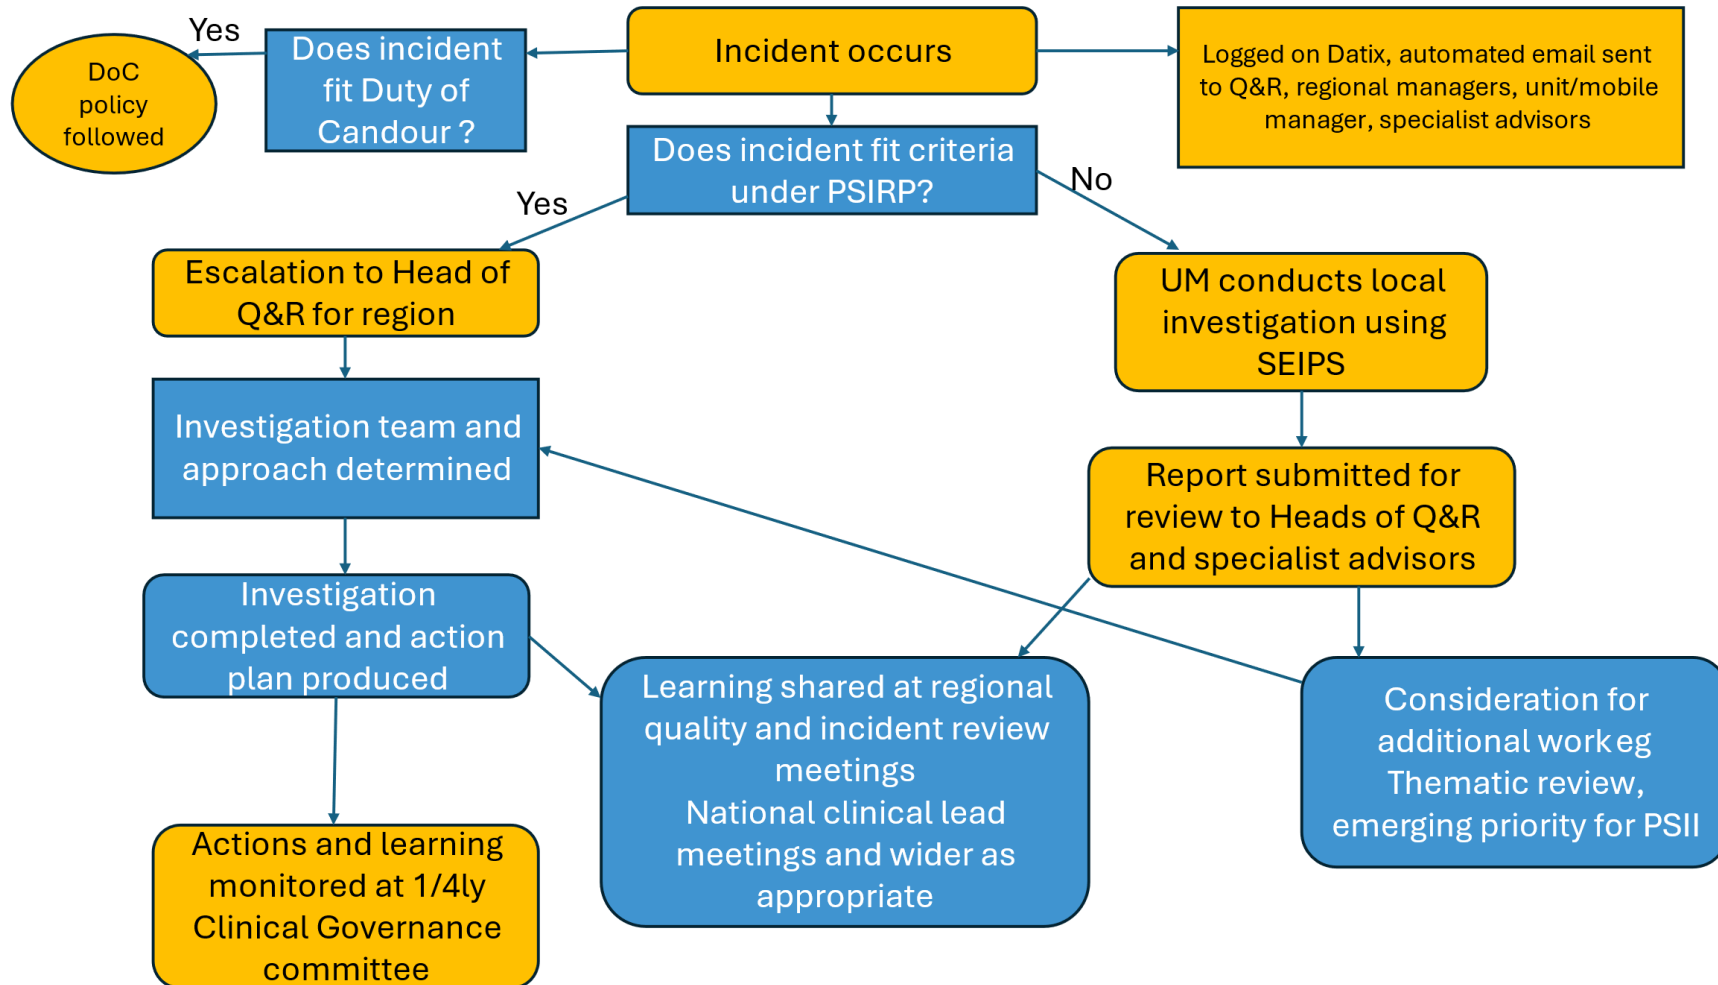 Yes
DoC
policy
followed
Does incident
fit Duty of
Candour ?
Incident occurs
Logged on Datix, automated email sent
to Q&R, regional managers, unit/mobile
manager, specialist advisors
Does incident fit criteria
under PSIRP?
Yes
No
Escalation to Head of
Q&R for region
UM conducts local
investigation using
SEIPS
Investigation team and
approach determined
Report submitted for
review to Heads of Q&R
and specialist advisors
Investigation
completed and action
plan produced
Learning shared at regional
quality and incident review
meetings
National clinical lead
meetings and wider as
appropriate
Consideration for
additional work eg
Thematic review,
emerging priority for PSII
Actions and learning
monitored at 1/4ly
Clinical Governance
committee